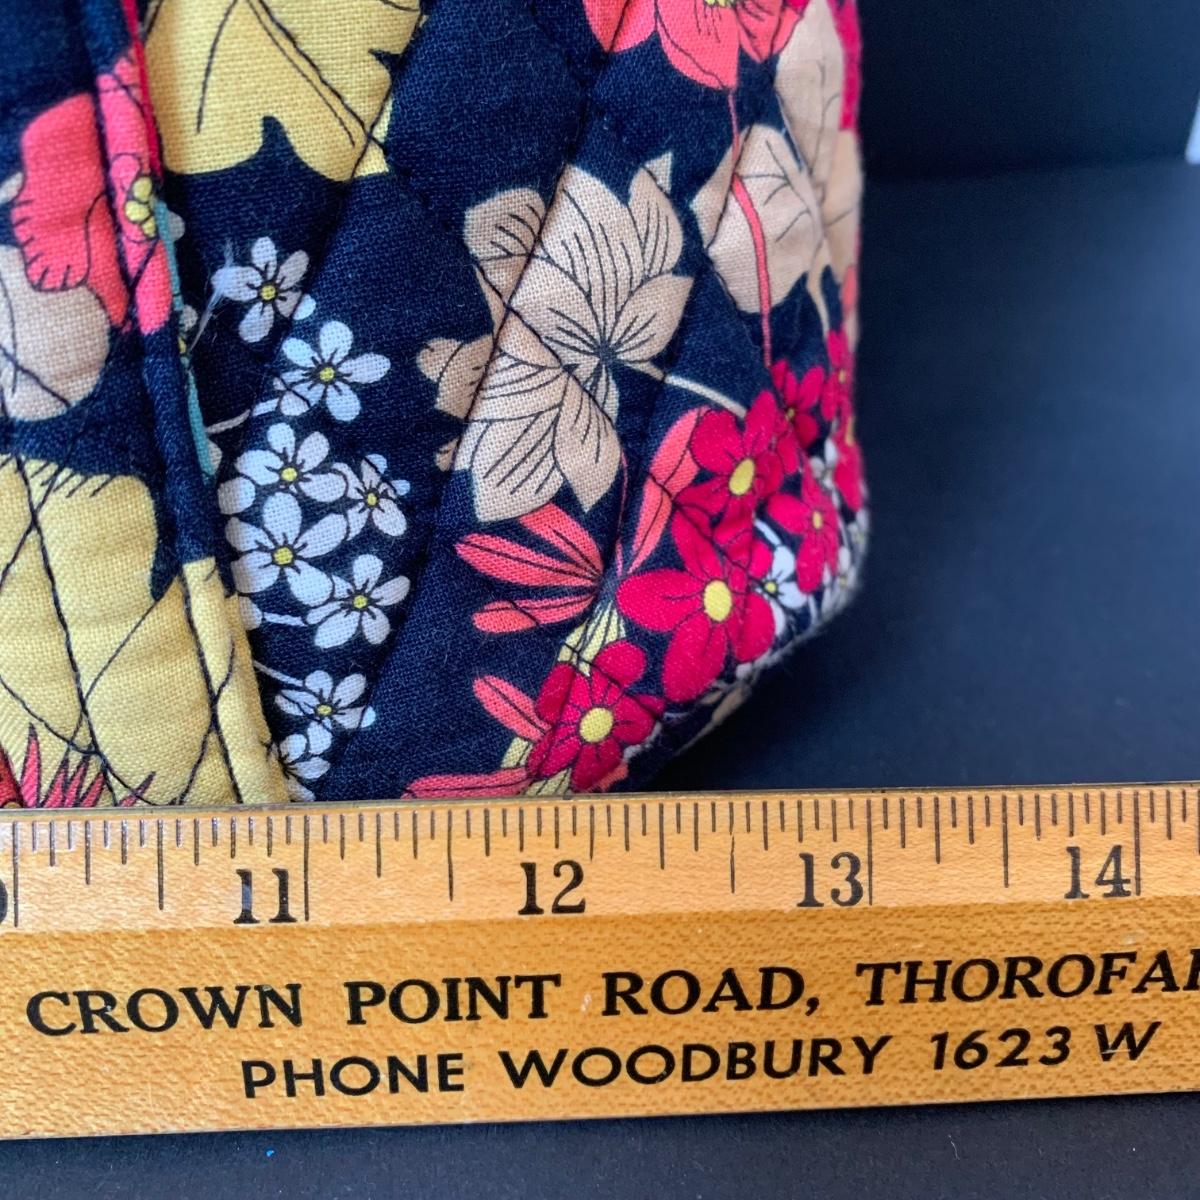 11 12 13 14
CROWN POINT ROAD, THOROFA
PHONE WOODBURY 1623 W